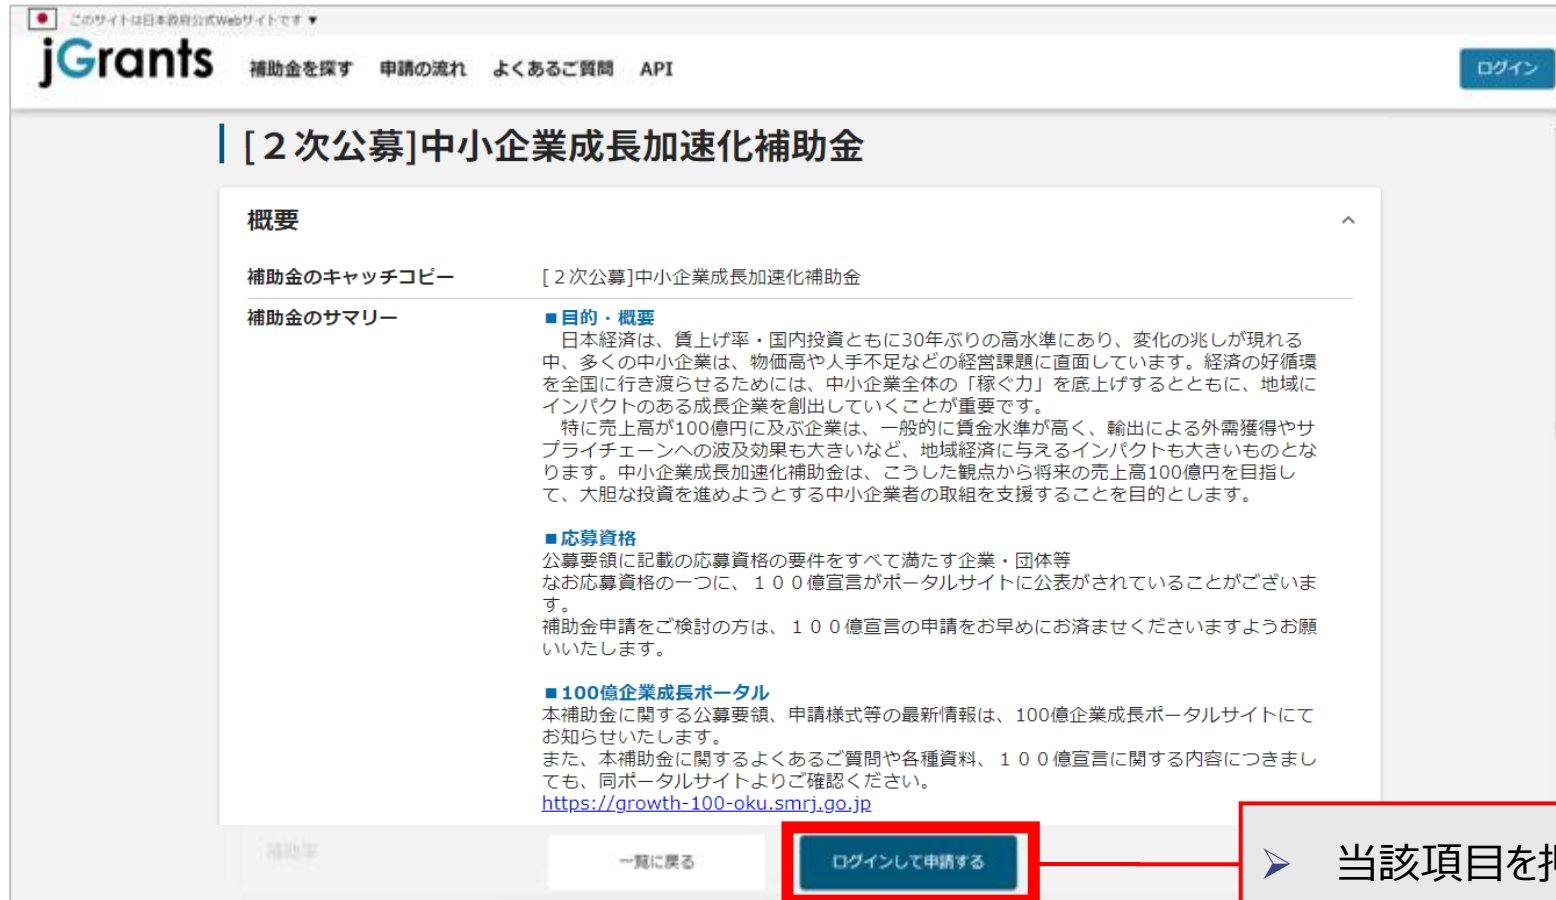 このサイトは日本政府公式Webサイトです ▼
jGrants 補助金を探す 申請の流れ よくあるご質問 API ログイン
[２次公募]中小企業成長加速化補助金
概要
補助金のキャッチコピー [２次公募]中小企業成長加速化補助金
補助金のサマリー ■目的・概要
　日本経済は、賃上げ率・国内投資ともに30年ぶりの高水準にあり、変化の兆しが現れる
中、多くの中小企業は、物価高や人手不足などの経営課題に直面しています。経済の好循環
を全国に行き渡らせるためには、中小企業全体の「稼ぐ力」を底上げするとともに、地域に
インパクトのある成長企業を創出していくことが重要です。
　特に売上高が100億円に及ぶ企業は、一般的に賃金水準が高く、輸出による外需獲得やサ
プライチェーンへの波及効果も大きいなど、地域経済に与えるインパクトも大きいものとな
ります。中小企業成長加速化補助金は、こうした観点から将来の売上高100億円を目指し
て、大胆な投資を進めようとする中小企業者の取組を支援することを目的とします。
■応募資格
公募要領に記載の応募資格の要件をすべて満たす企業・団体等
なお応募資格の一つに、１００億宣言がポータルサイトに公表がされていることがございま
す。
補助金申請をご検討の方は、１００億宣言の申請をお早めにお済ませくださいますようお願
いいたします。
■100億企業成長ポータル
本補助金に関する公募要領、申請様式等の最新情報は、100億企業成長ポータルサイトにて
お知らせいたします。
また、本補助金に関するよくあるご質問や各種資料、１００億宣言に関する内容につきまし
ても、同ポータルサイトよりご確認ください。
https://growth-100-oku.smrj.go.jp
補助率 一覧に戻る ログインして申請する
➢ 当該項目を